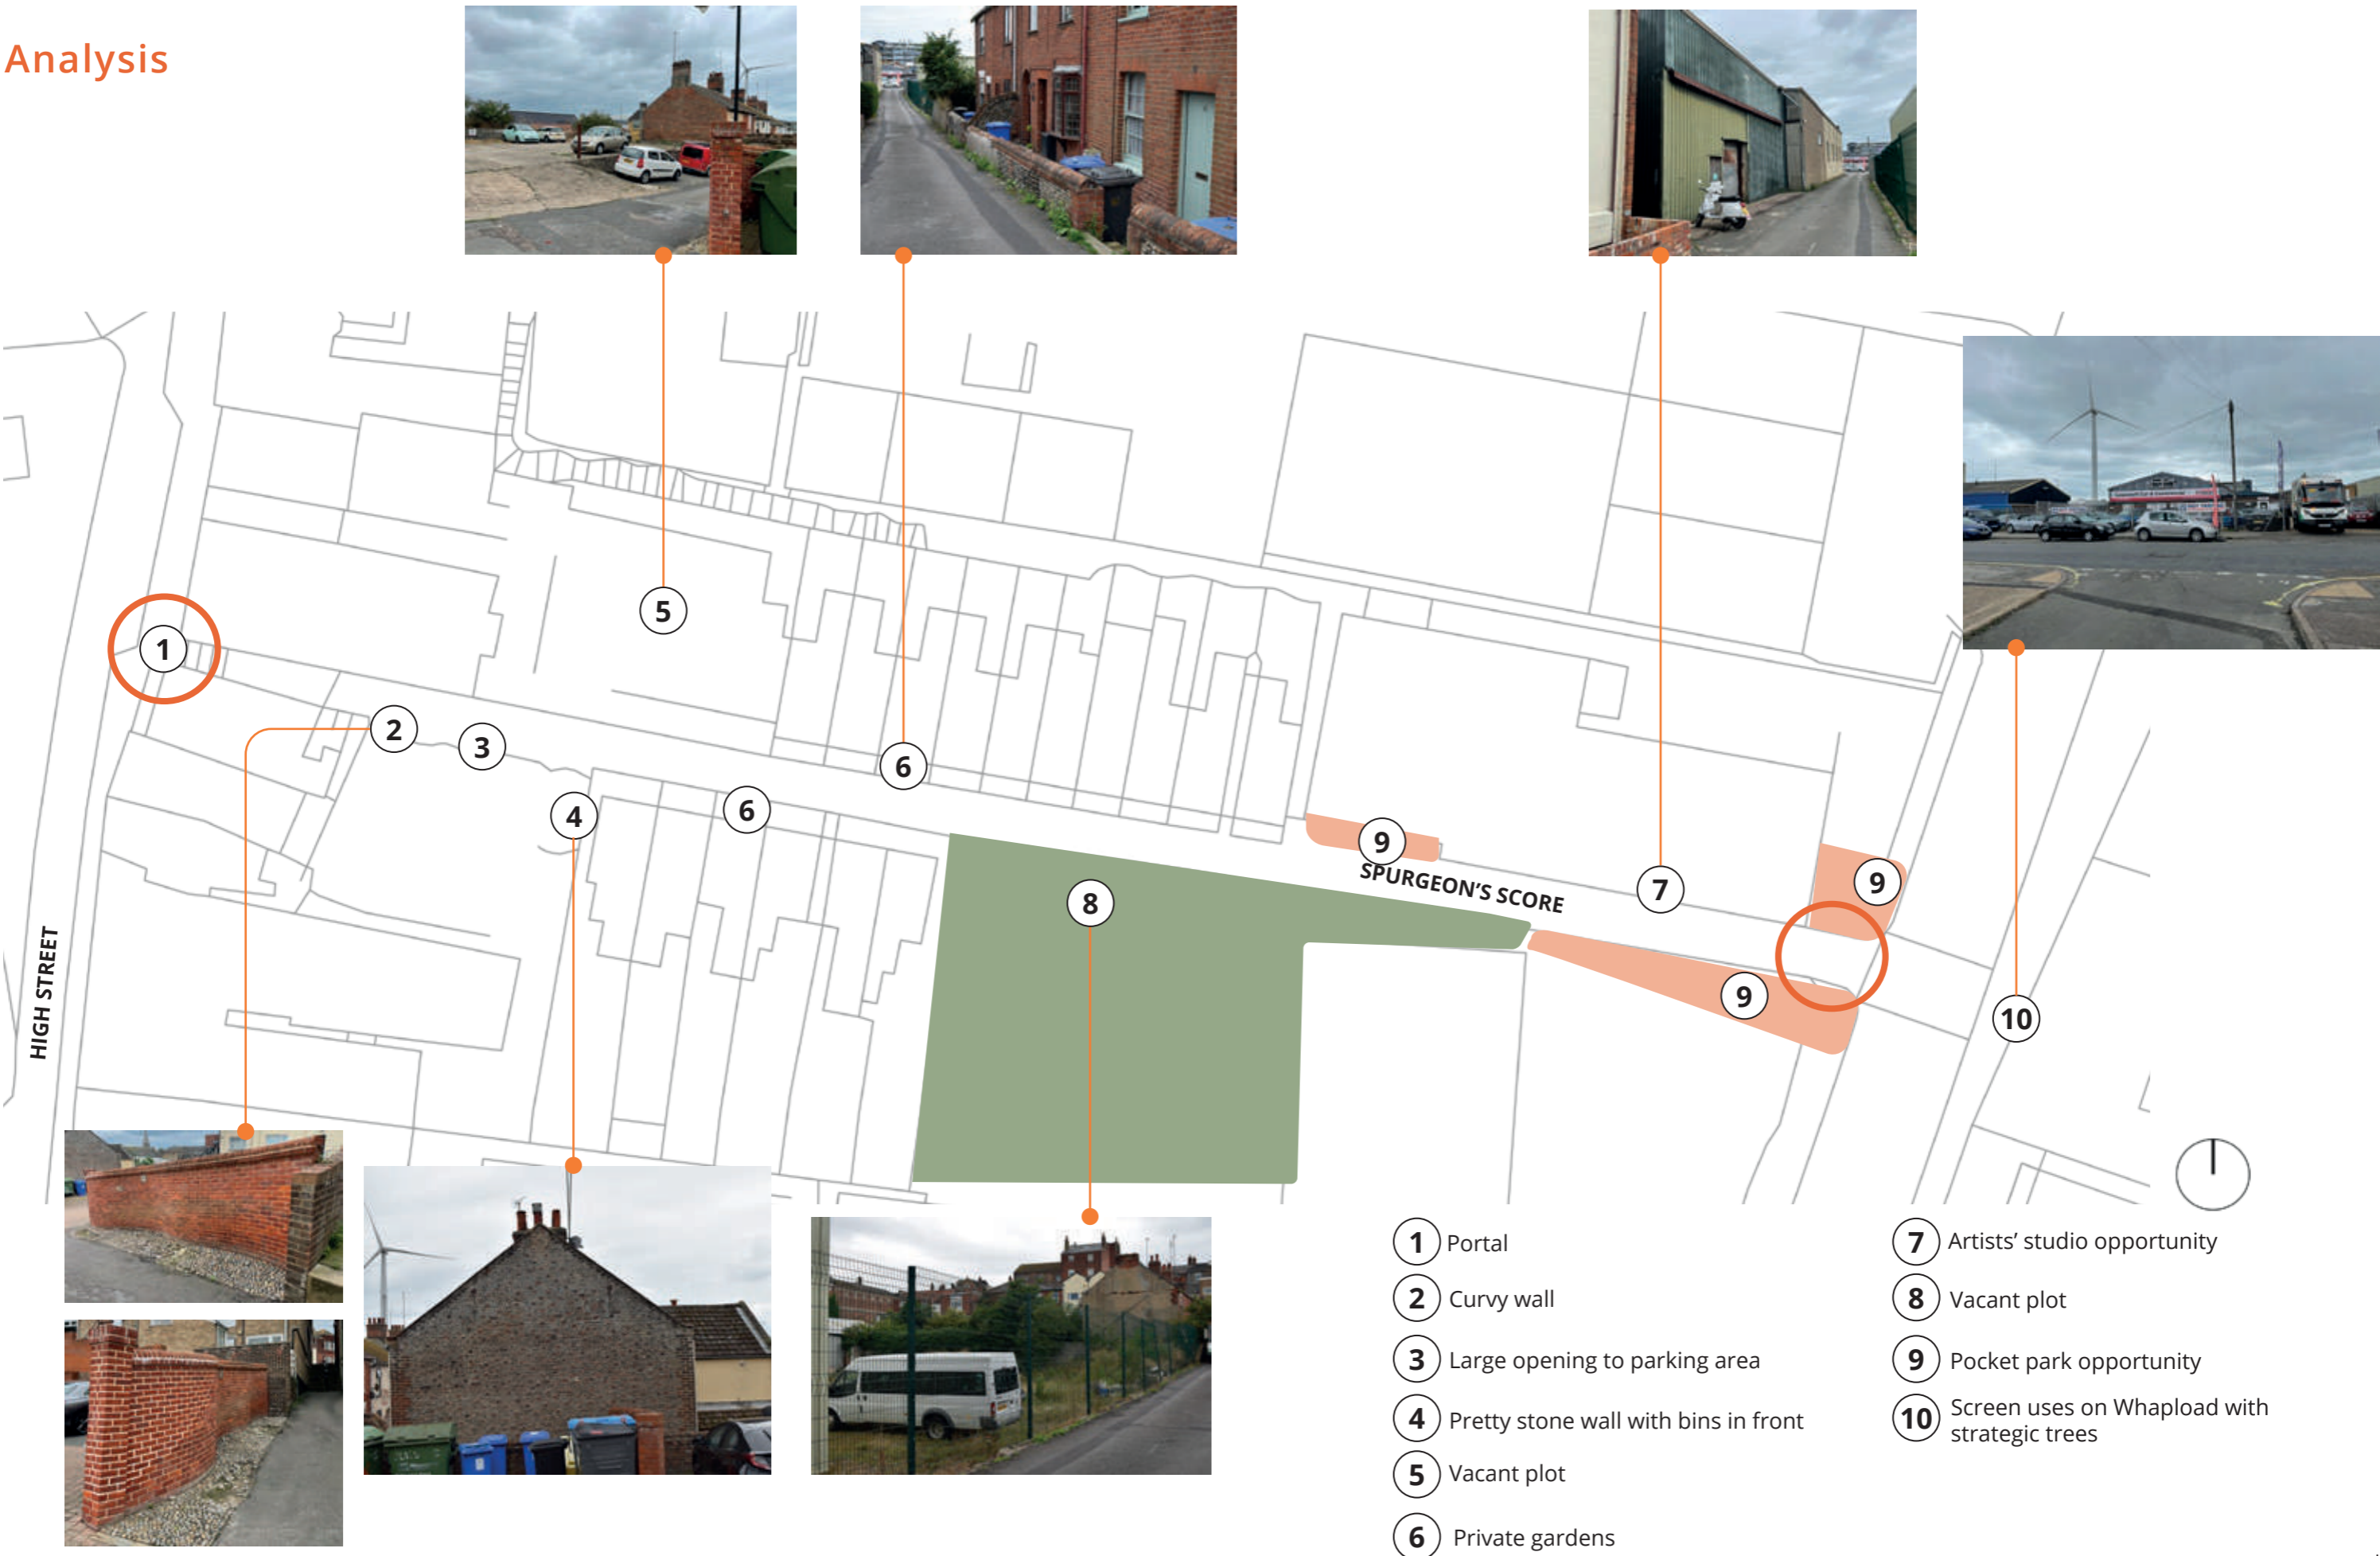 Analysis
1
2
3
4
5
6
6
7
8
9
9
9
10
SPURGEON'S SCORE
HIGH STREET
1 Portal
2 Curvy wall
3 Large opening to parking area
4 Pretty stone wall with bins in front
5 Vacant plot
6 Private gardens
7 Artists' studio opportunity
8 Vacant plot
9 Pocket park opportunity
10 Screen uses on Whapload with
strategic trees